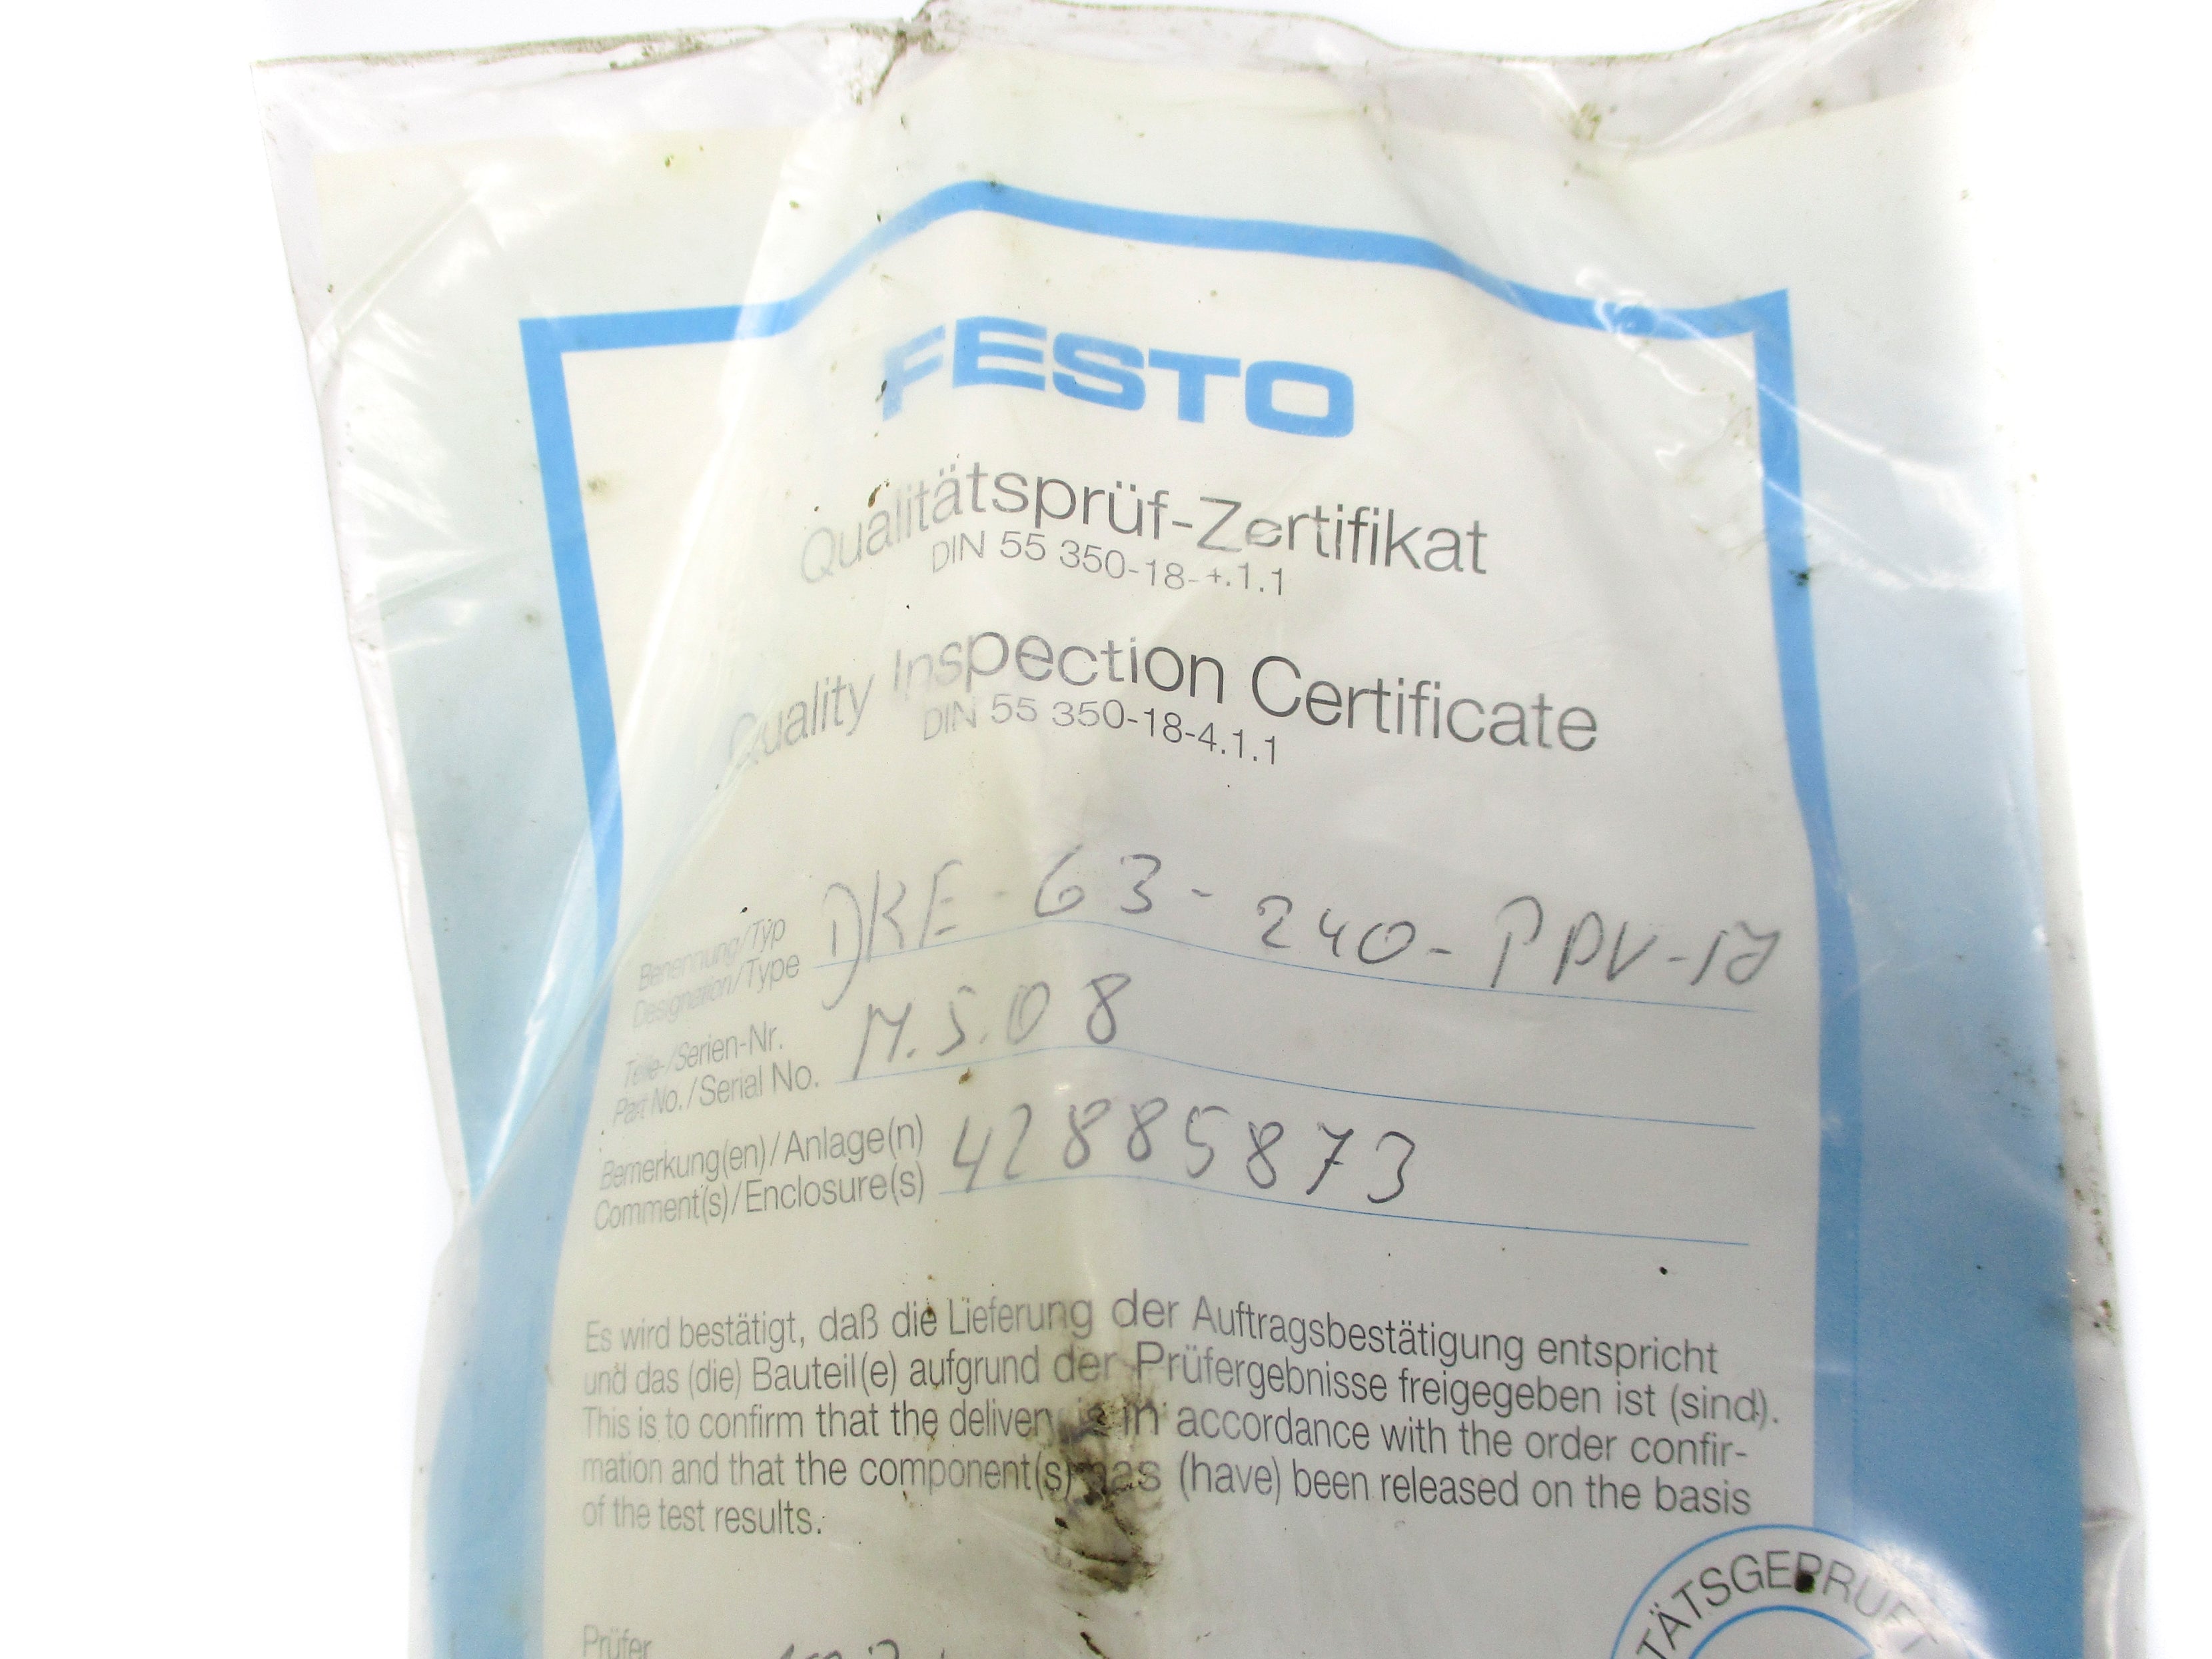 FESTO
Qualitätsprüf-Zertifikat
DIN 55 350-18-4.1.1
Quality Inspection Certificate
DIN 55 350-18-4.1.1
Benennung/Typ
Designation/Type DKE-63-240-PPV-
Teile-/Serien-Nr.
Part No./Serial No. M.508
Bemerkung(en)/Anlage(n)
Comment(s)/Enclosure(s) 42885873
Es wird bestätigt, daß die Lieferung der Auftragsbestätigung entspricht
und das (die) Bauteil(e) aufgrund der Prüfergebnisse freigegeben ist (sind).
This is to confirm that the delivery is in accordance with the order confir-
mation and that the component(s) has (have) been released on the basis
of the test results.
Prüfer
TÄTSGEPRÜFT